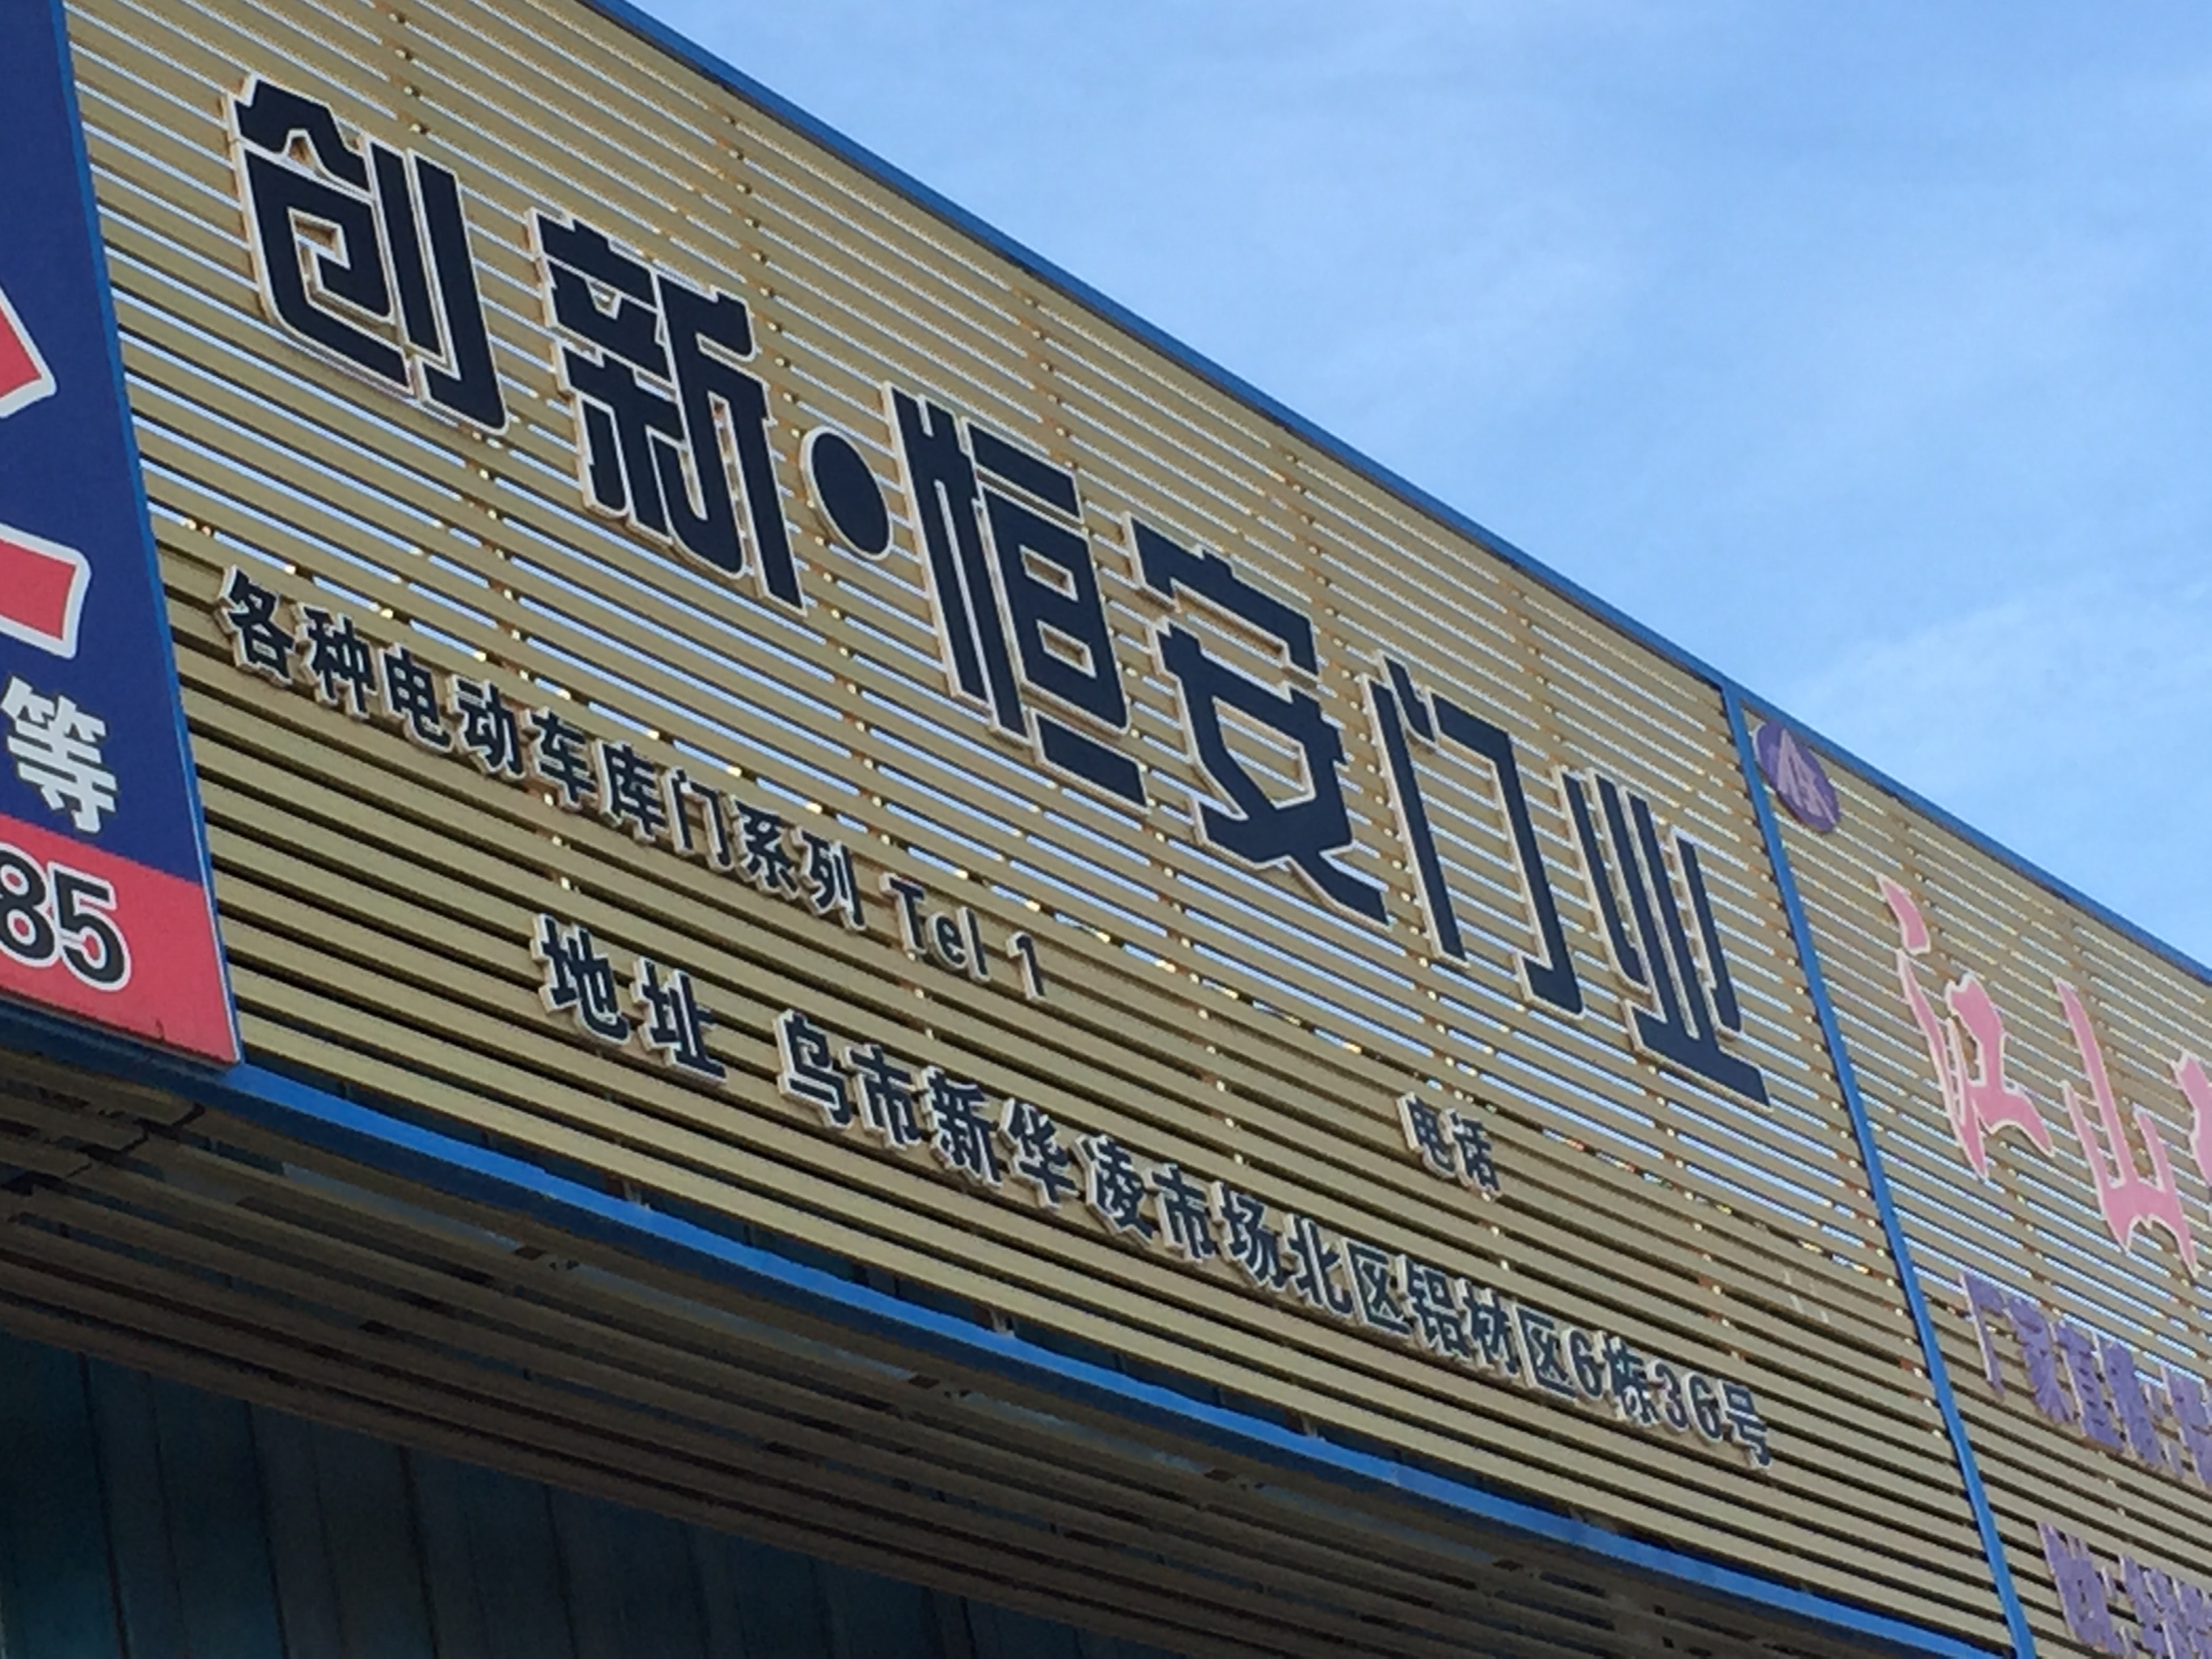 创新·恒安门业
各种电动车库门系列 Tel 1
电话
地址 乌市新华凌市场北区铝材区6栋36号
等
85
江山